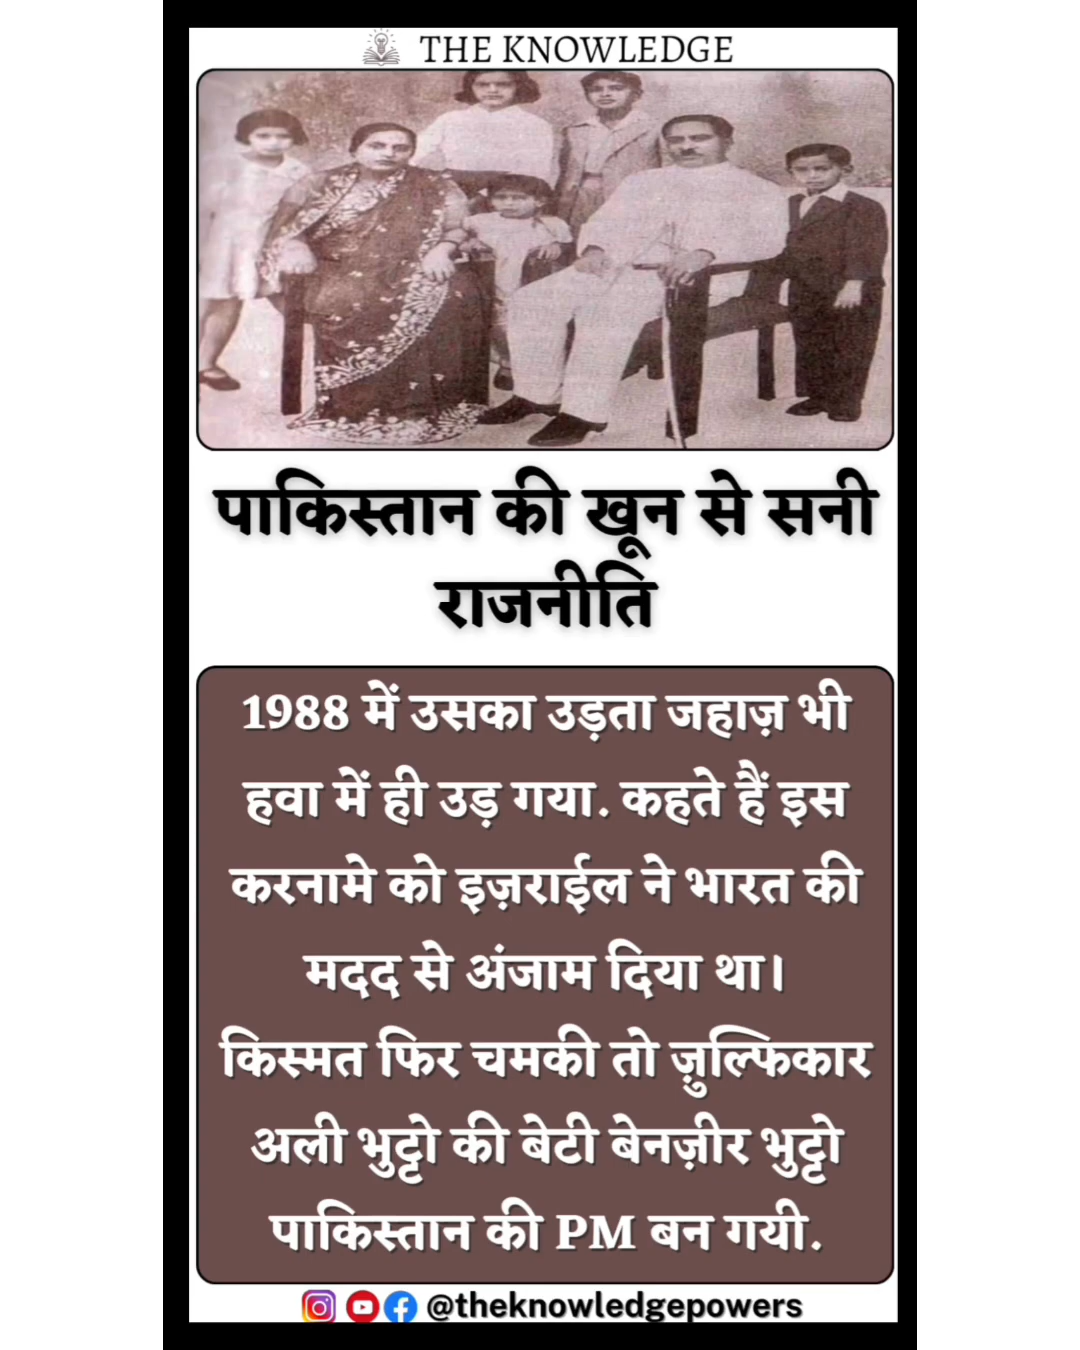 THE KNOWLEDGE
पाकिस्तान की खून से सनी
राजनीति
1988 में उसका उड़ता जहाज़ भी
हवा में ही उड़ गया. कहते हैं इस
करनामे को इज़राईल ने भारत की
मदद से अंजाम दिया था।
किस्मत फिर चमकी तो ज़ुल्फिकार
अली भुट्टो की बेटी बेनज़ीर भुट्टो
पाकिस्तान की PM बन गयी.
@theknowledgepowers